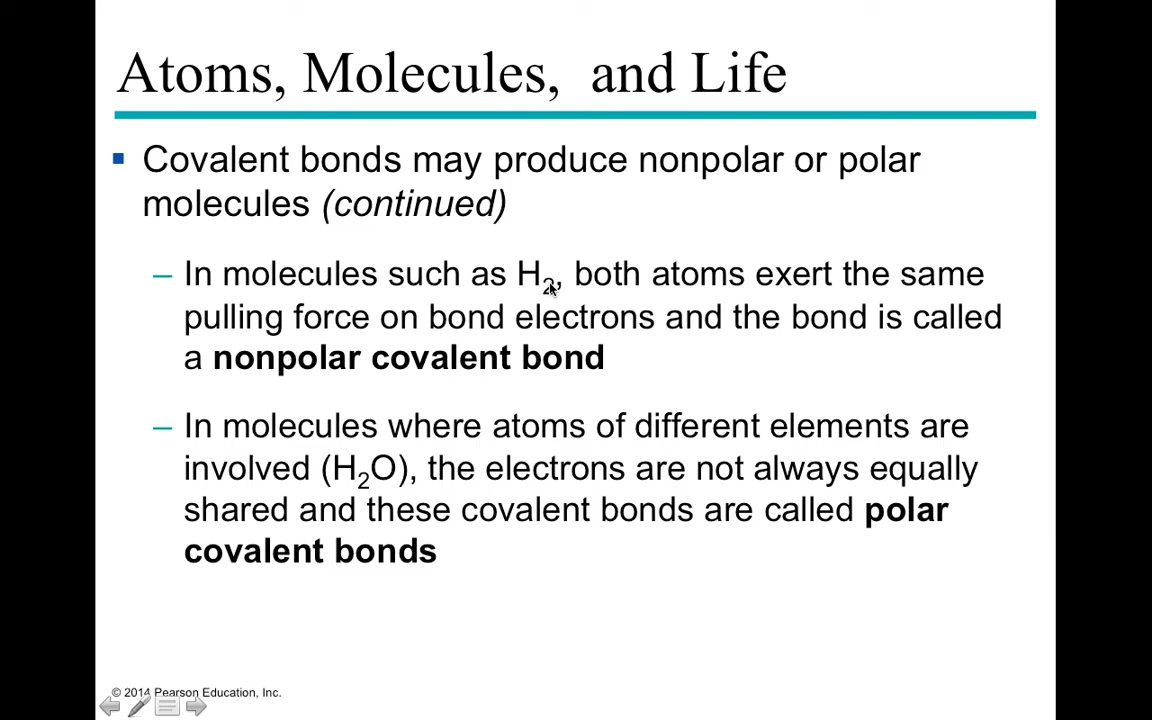 Atoms, Molecules,  and Life
▪ Covalent bonds may produce nonpolar or polar
molecules (continued)
– In molecules such as H₂, both atoms exert the same
pulling force on bond electrons and the bond is called
a nonpolar covalent bond
– In molecules where atoms of different elements are
involved (H₂O), the electrons are not always equally
shared and these covalent bonds are called polar
covalent bonds
© 2014 Pearson Education, Inc.